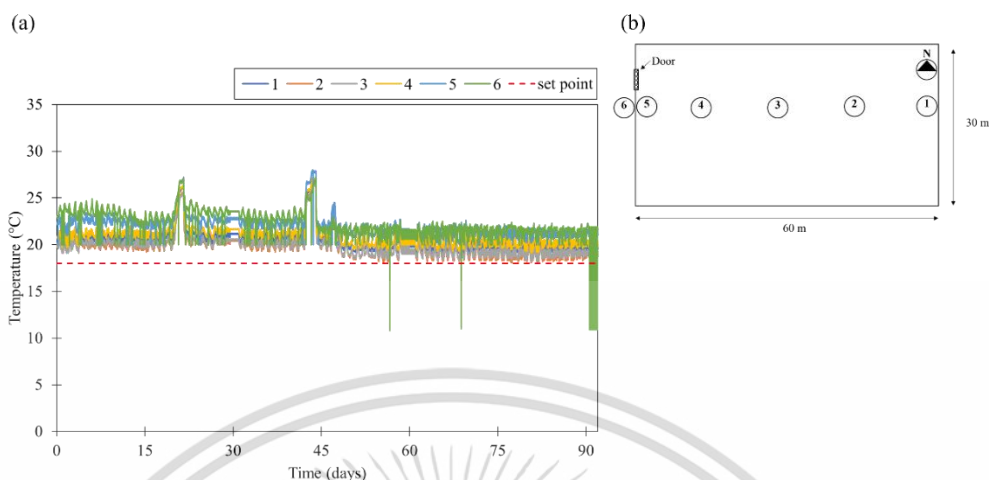 (a)
1 2 3 4 5 6 set point
Temperature (°C)
35
30
25
20
15
10
5
0
0 15 30 45 60 75 90
Time (days)
(b)
Door
N
6 5 4 3 2 1
30 m
60 m